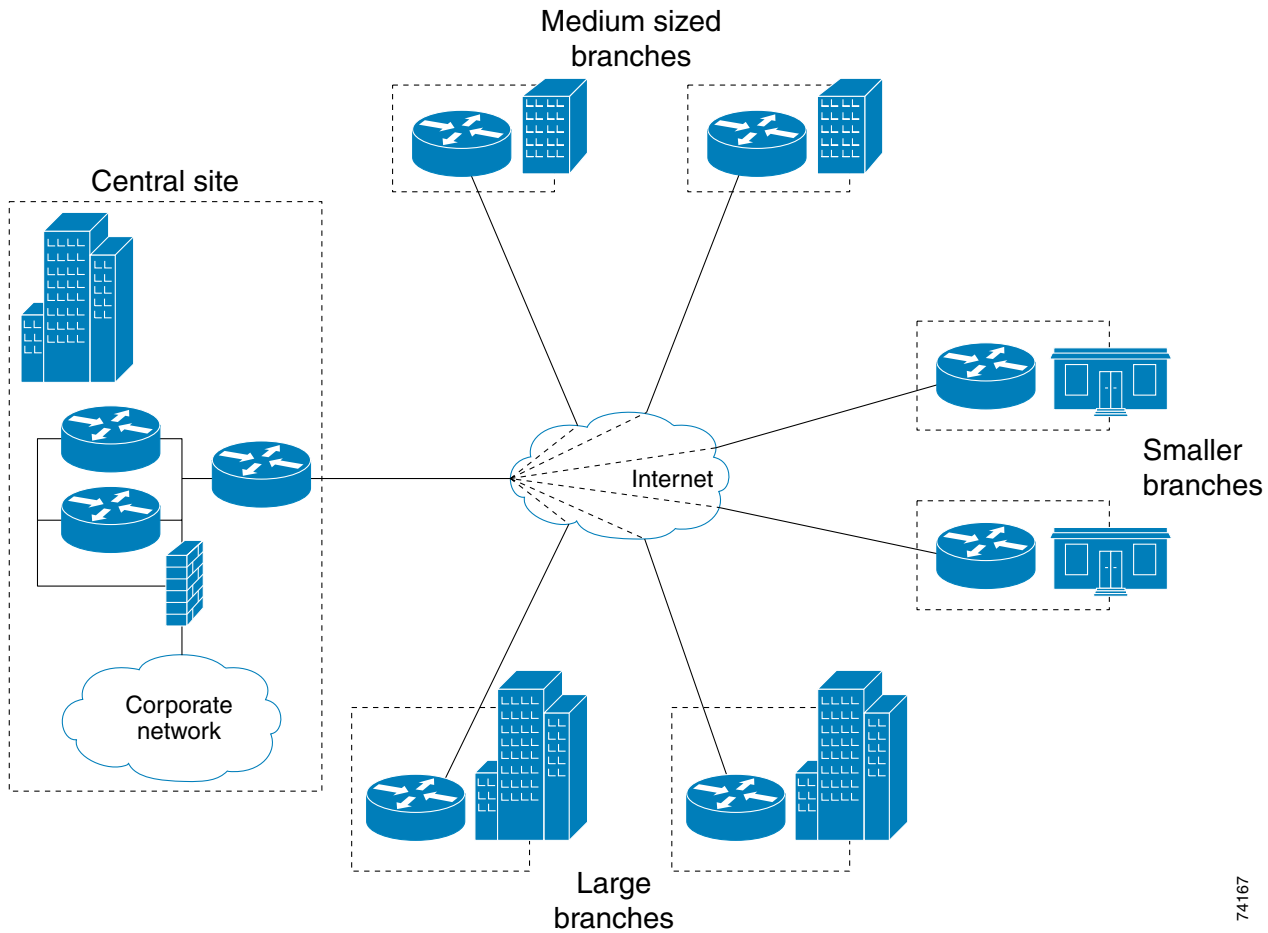 Medium sized
branches
Central site
Internet
Smaller
branches
Corporate
network
Large
branches
74167